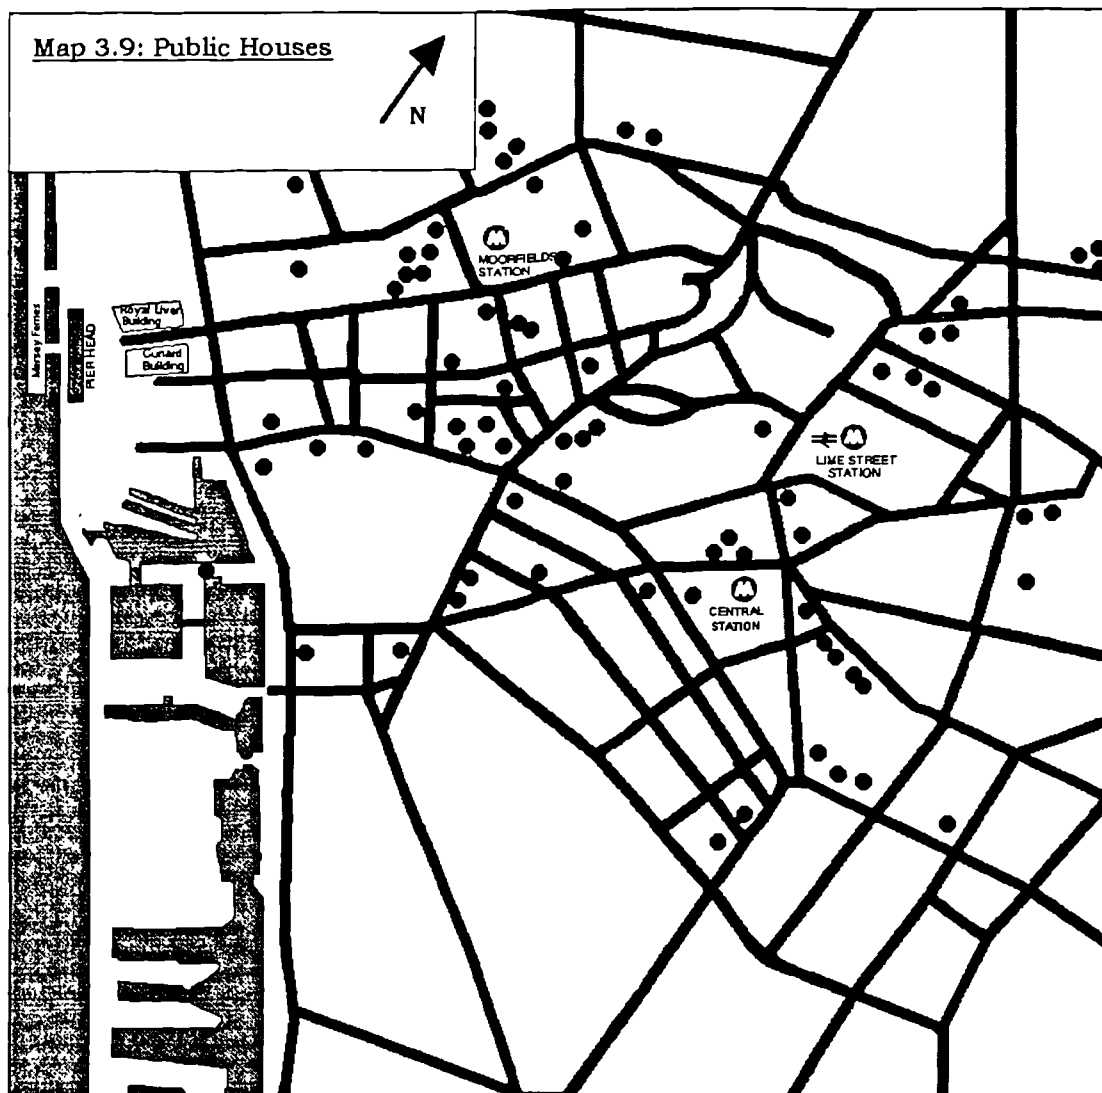 Map 3.9: Public Houses
N
MOORFIELDS
STATION
Royal Liver
Building
Cunard
Building
Mersey Ferries
PIER HEAD
LIME STREET
STATION
CENTRAL
STATION